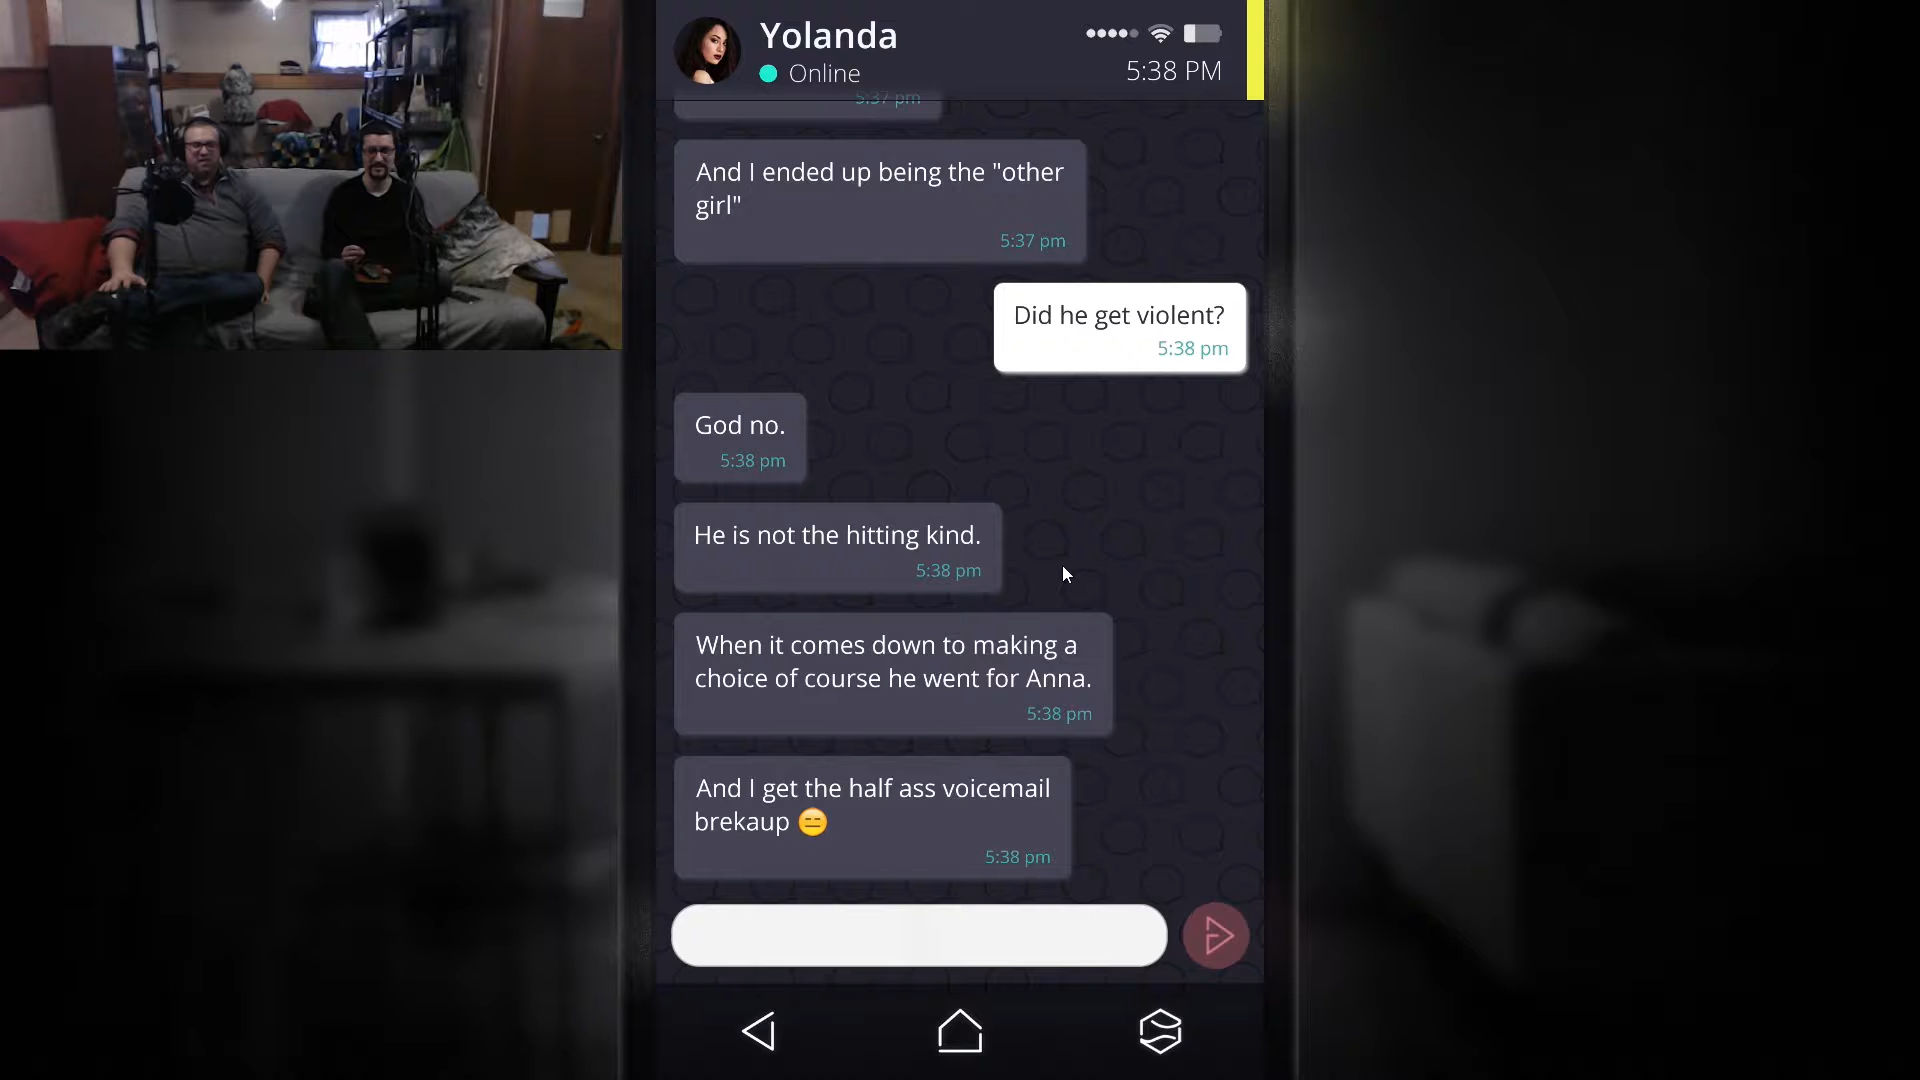 Yolanda
Online
5:38 PM
5:37 pm
And I ended up being the "other
girl"
5:37 pm
Did he get violent?
5:38 pm
God no.
5:38 pm
He is not the hitting kind.
5:38 pm
When it comes down to making a
choice of course he went for Anna.
5:38 pm
And I get the half ass voicemail
brekaup
5:38 pm